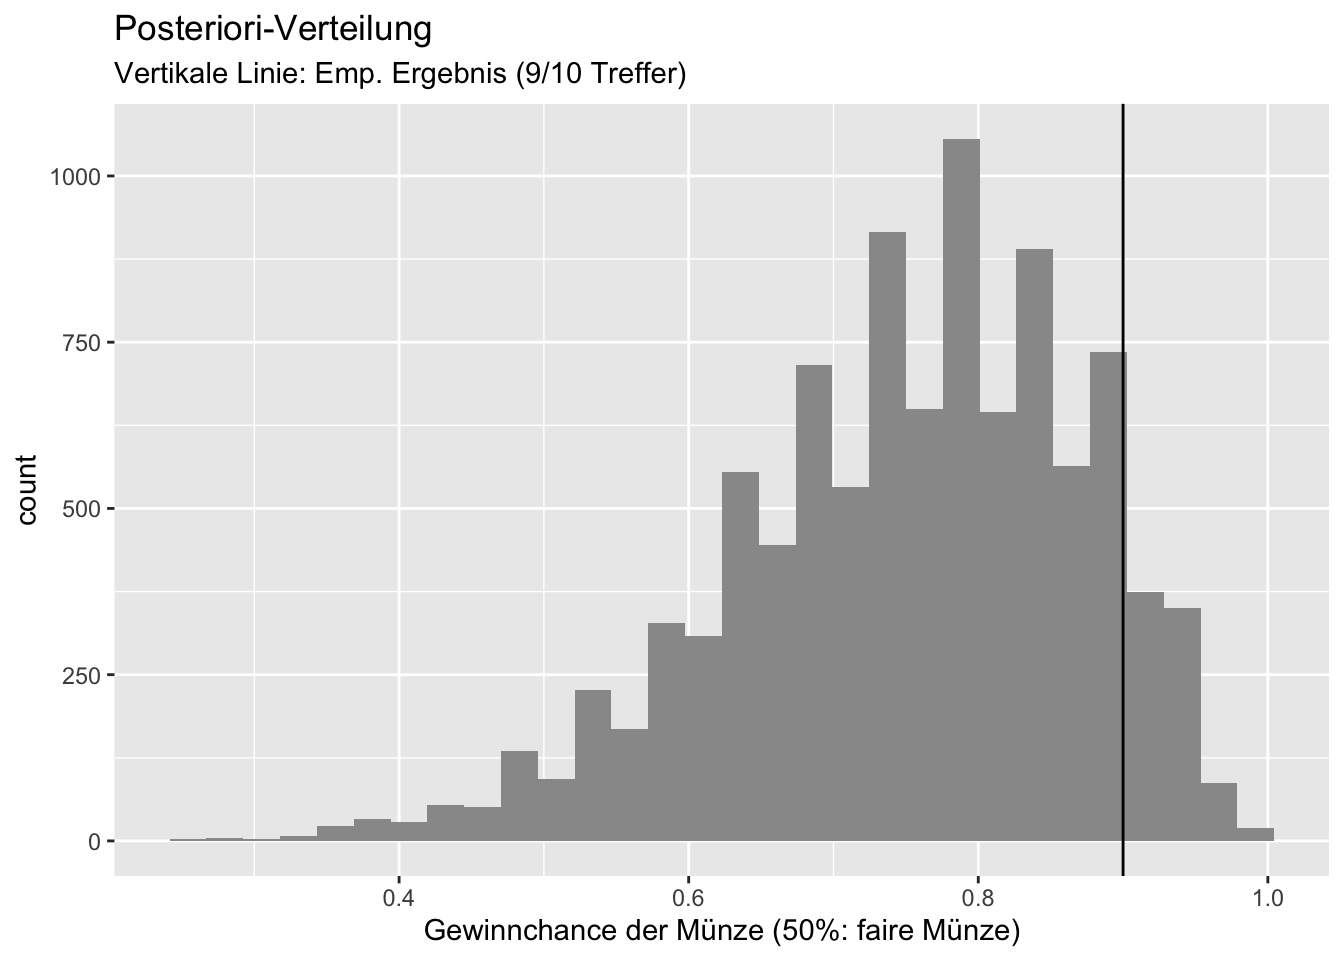 Posteriori-Verteilung
Vertikale Linie: Emp. Ergebnis (9/10 Treffer)
1000
750
500
250
0
count
0.4 0.6 0.8 1.0
Gewinnchance der Münze (50%: faire Münze)